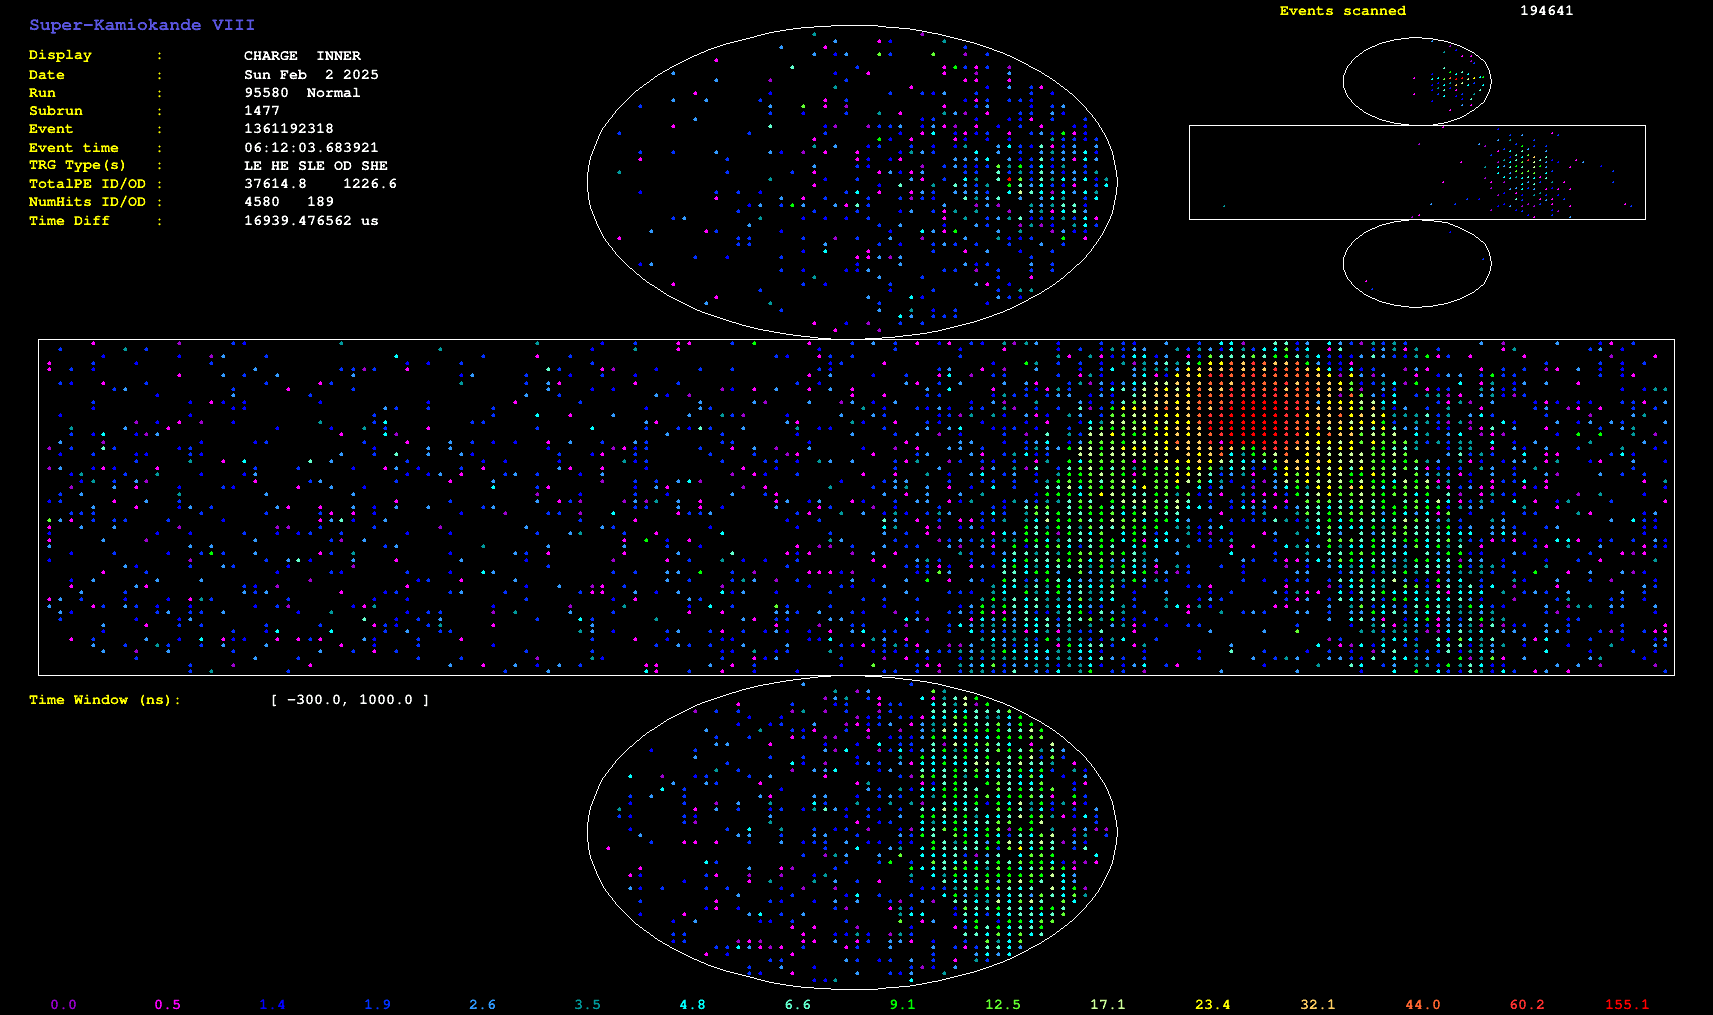 Super-Kamiokande VIII
Events scanned 194641
Display : CHARGE INNER
Date : Sun Feb 2 2025
Run : 95580 Normal
Subrun : 1477
Event : 1361192318
Event time : 06:12:03.683921
TRG Type(s) : LE HE SLE OD SHE
TotalPE ID/OD : 37614.8 1226.6
NumHits ID/OD : 4580 189
Time Diff : 16939.476562 us
Time Window (ns): [ -300.0, 1000.0 ]
0.0 0.5 1.4 1.9 2.6 3.5 4.8 6.6 9.1 12.5 17.1 23.4 32.1 44.0 60.2 155.1